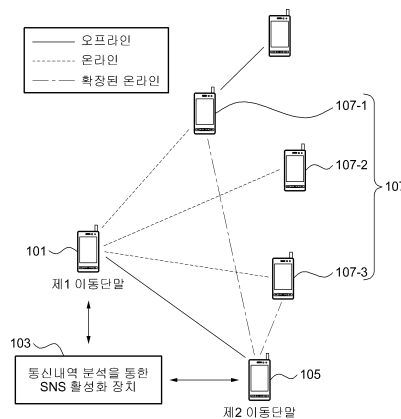 오프라인
온라인
확장된 온라인
107-1
107-2
107
107-3
101
제1 이동단말
103
통신내역 분석을 통한
SNS 활성화 장치
105
제2 이동단말